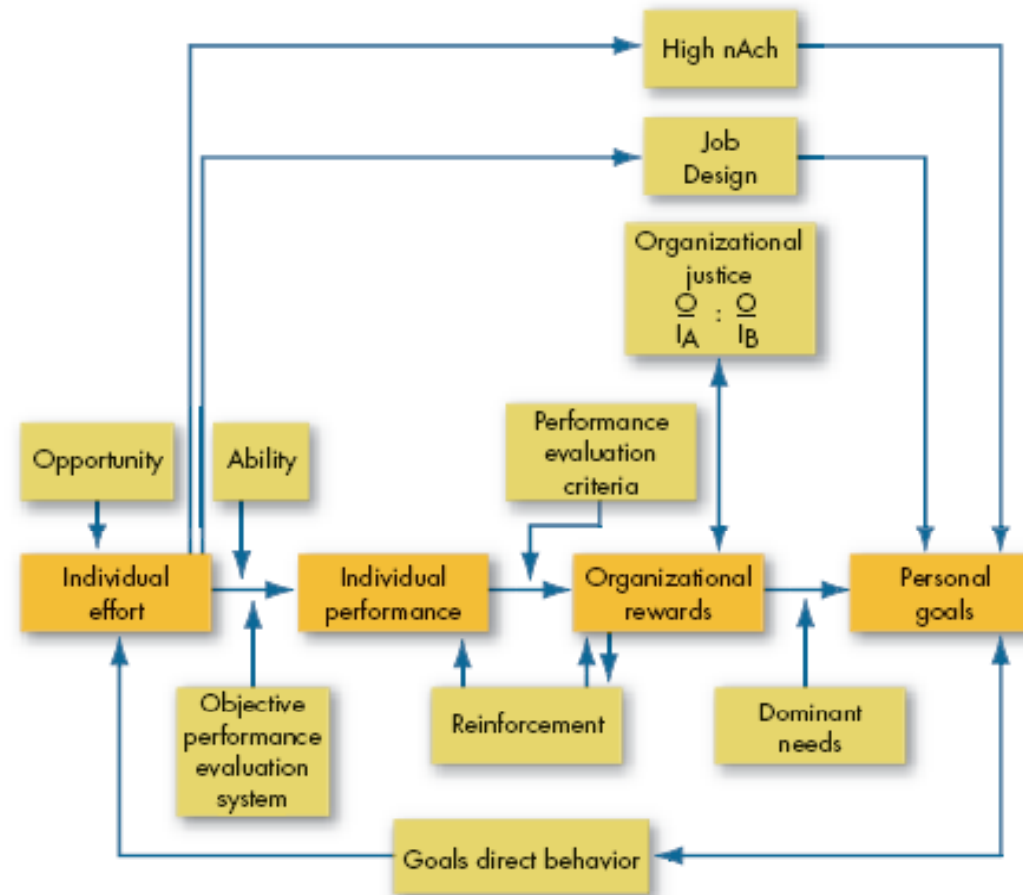 High nAch
Job
Design
Organizational
justice
O : O
IA IB
Performance
evaluation
criteria
Opportunity
Ability
Individual
effort
Individual
performance
Organizational
rewards
Personal
goals
Objective
performance
evaluation
system
Reinforcement
Dominant
needs
Goals direct behavior